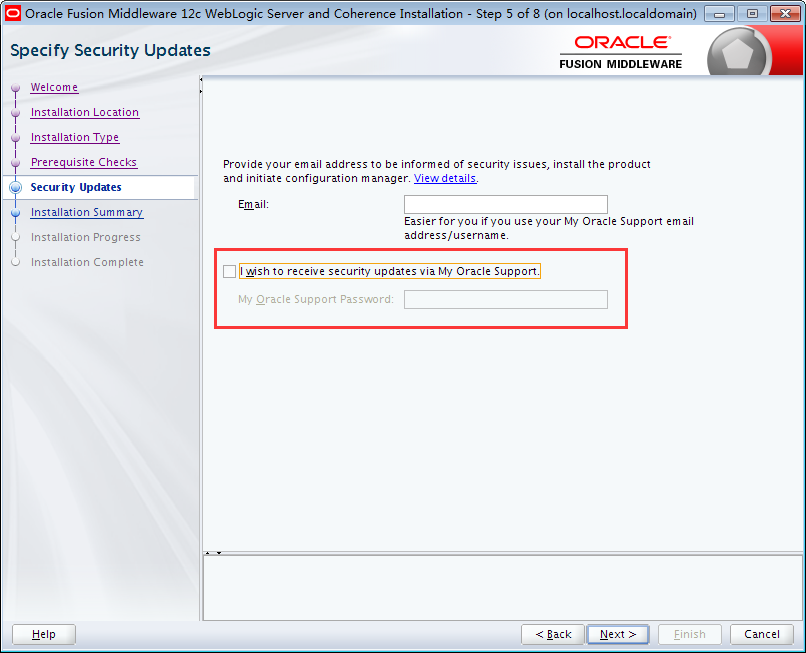 Oracle Fusion Middleware 12c WebLogic Server and Coherence Installation - Step 5 of 8 (on localhost.localdomain)
Specify Security Updates
ORACLE®
FUSION MIDDLEWARE
Welcome
Installation Location
Installation Type
Prerequisite Checks
Security Updates
Installation Summary
Installation Progress
Installation Complete
Provide your email address to be informed of security issues, install the product
and initiate configuration manager. View details.
Email:
Easier for you if you use your My Oracle Support email
address/username.
I wish to receive security updates via My Oracle Support.
My Oracle Support Password:
Help
< Back
Next >
Finish
Cancel